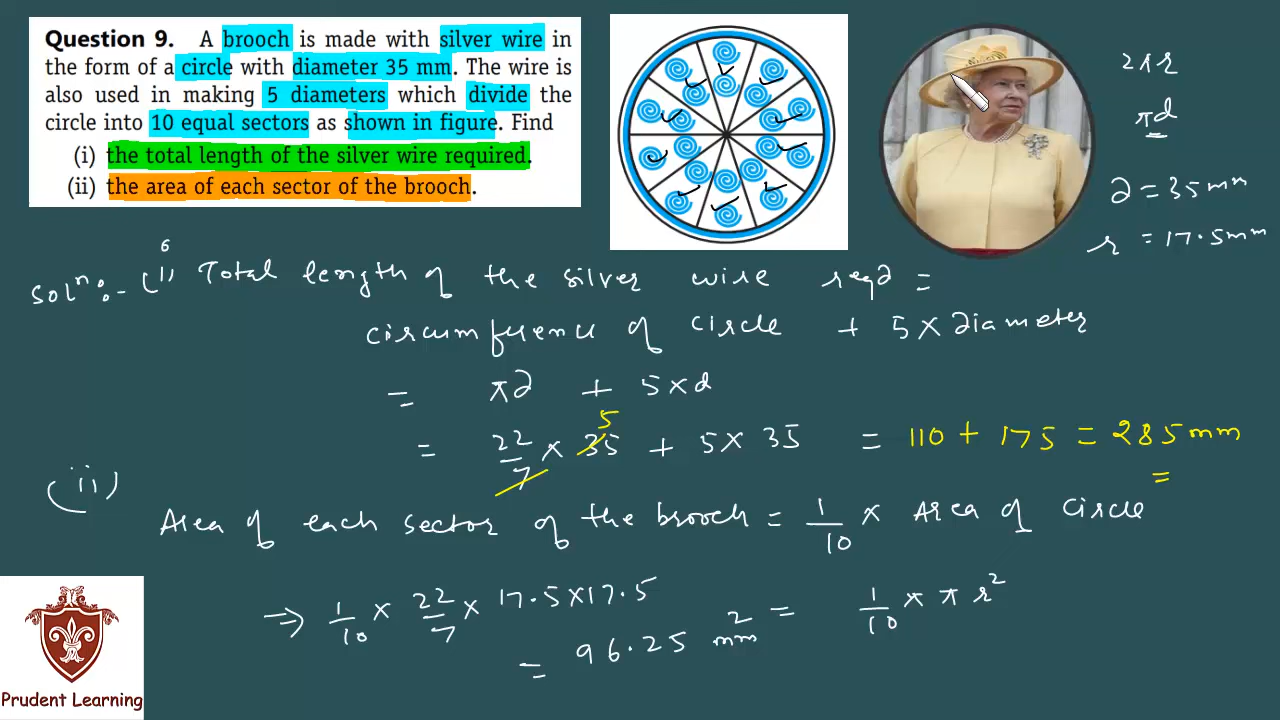 Question 9. A brooch is made with silver wire in
the form of a circle with diameter 35 mm. The wire is
also used in making 5 diameters which divide the
circle into 10 equal sectors as shown in figure. Find
(i) the total length of the silver wire required.
(ii) the area of each sector of the brooch.
2πr
πd
d = 35mm
r = 17.5mm
6
Solⁿ:- (i) Total length of the silver wire reqd =
circumference of circle + 5 × diameter
= πd + 5×d
5
= 22/7 × 35 + 5 × 35 = 110 + 175 = 285 mm
=
(ii)
Area of each sector of the brooch = 1/10 × Area of circle
→ 1/10 × 22/7 × 17.5×17.5 = 1/10 × π r²
= 96.25 mm²
Prudent Learning